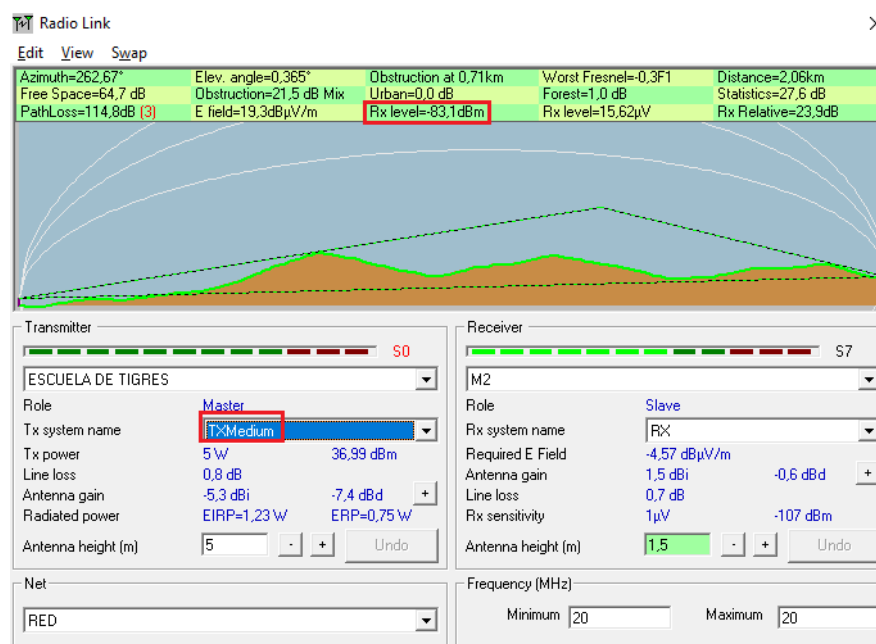 Radio Link
Edit View Swap
Azimuth=262,67° Elev. angle=0,365° Obstruction at 0,71km Worst Fresnel=-0,3F1 Distance=2,06km
Free Space=64,7 dB Obstruction=21,5 dB Mix Urban=0,0 dB Forest=1,0 dB Statistics=27,6 dB
PathLoss=114,8dB (3) E field=19,3dBμV/m Rx level=-83,1dBm Rx level=15,62μV Rx Relative=23,9dB
Transmitter Receiver
S0 S7
ESCUELA DE TIGRES M2
Role Master Role Slave
Tx system name TXMedium Rx system name RX
Tx power 5 W 36,99 dBm Required E Field -4,57 dBμV/m
Line loss 0,8 dB Antenna gain 1,5 dBi -0,6 dBd +
Antenna gain -5,3 dBi -7,4 dBd + Line loss 0,7 dB
Radiated power EIRP=1,23 W ERP=0,75 W Rx sensitivity 1μV -107 dBm
Antenna height (m) 5 - + Undo Antenna height (m) 1,5 - + Undo
Net Frequency (MHz)
RED Minimum 20 Maximum 20